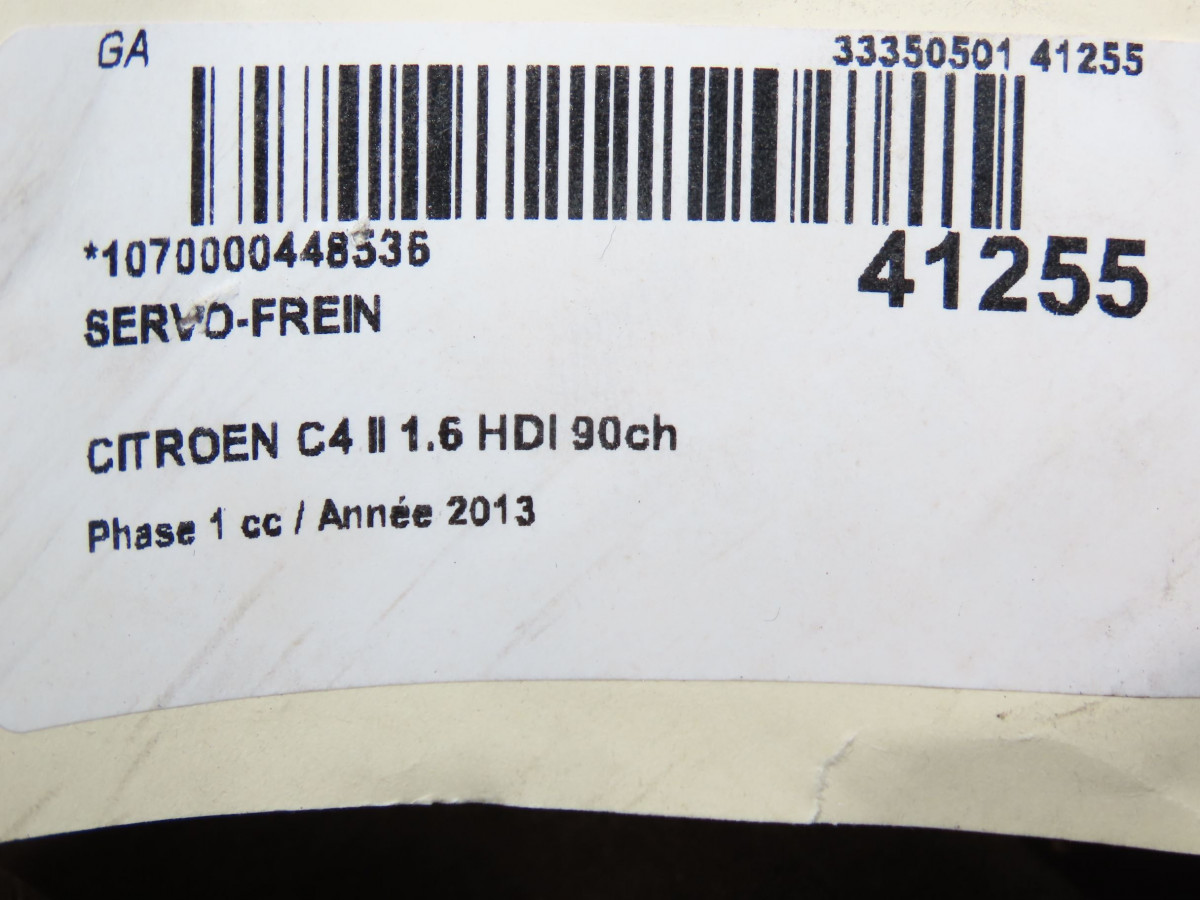 GA
33350501 41255
*1070000448536
41255
SERVO-FREIN
CITROEN C4 II 1.6 HDI 90ch
Phase 1 cc / Année 2013